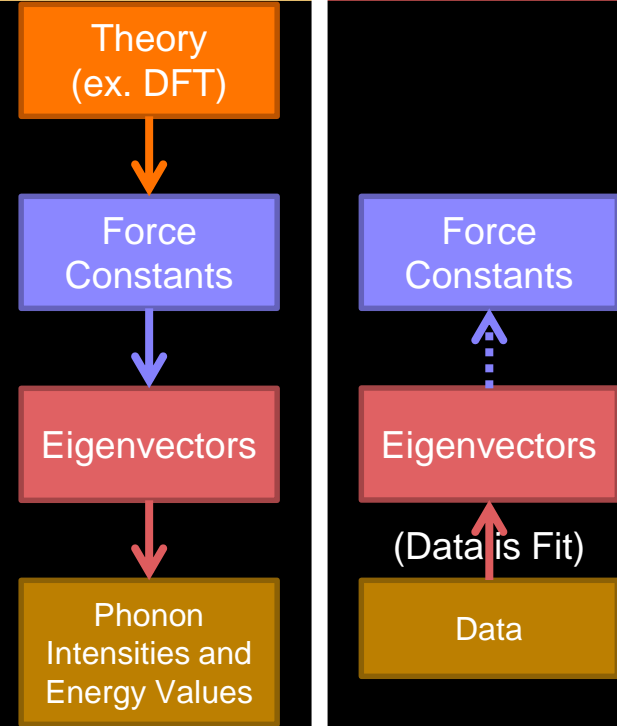 Theory
(ex. DFT)
Force
Constants
Eigenvectors
Phonon
Intensities and
Energy Values
Force
Constants
Eigenvectors
(Data is Fit)
Data